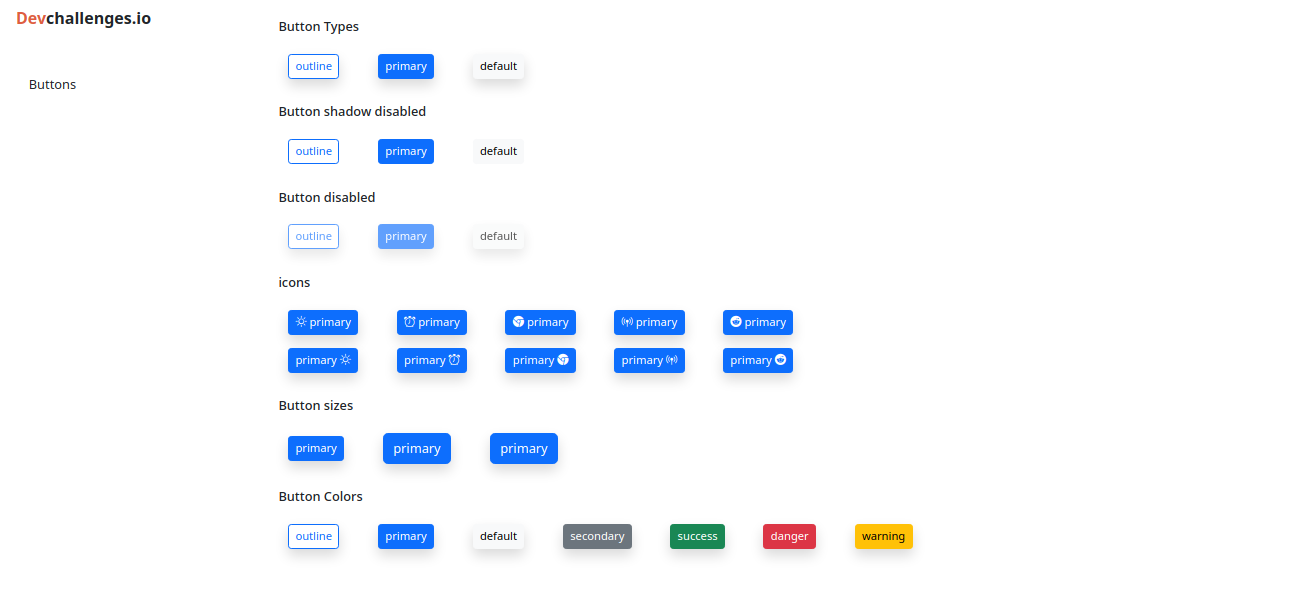 Devchallenges.io
Buttons
Button Types
outline primary default
Button shadow disabled
outline primary default
Button disabled
outline primary default
icons
primary primary primary primary primary
primary primary primary primary primary
Button sizes
primary primary primary
Button Colors
outline primary default secondary success danger warning